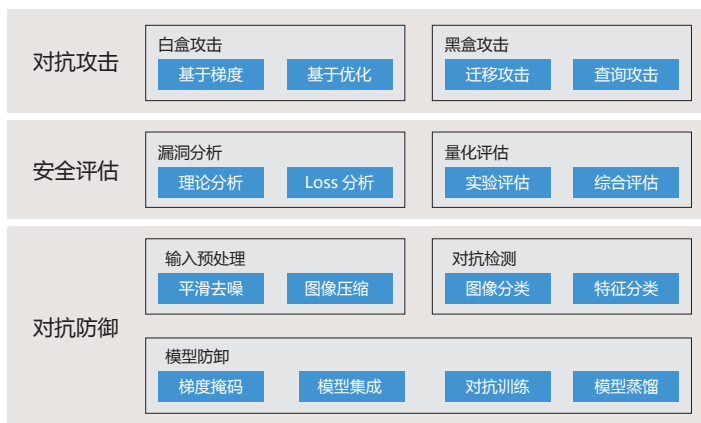 对抗攻击
白盒攻击
基于梯度 基于优化
黑盒攻击
迁移攻击 查询攻击
安全评估
漏洞分析
理论分析 Loss 分析
量化评估
实验评估 综合评估
对抗防御
输入预处理
平滑去噪 图像压缩
对抗检测
图像分类 特征分类
模型防卸
梯度掩码 模型集成 对抗训练 模型蒸馏